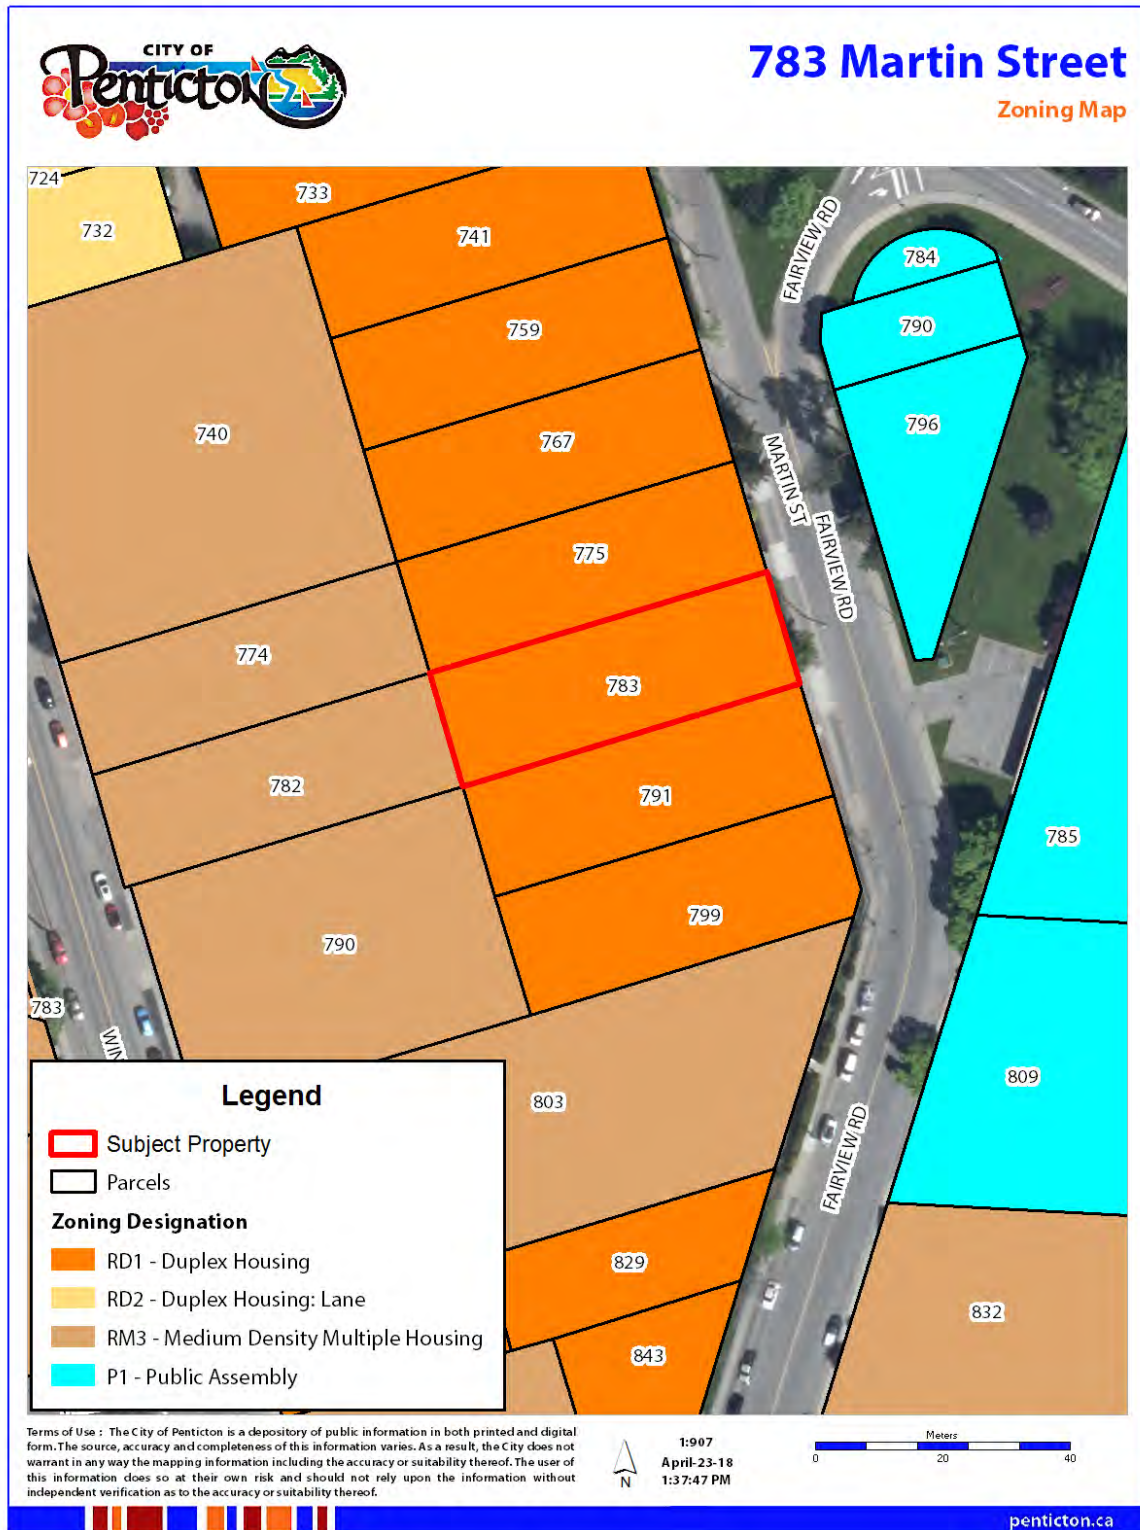 CITY OF
Penticton
783 Martin Street
Zoning Map
724
732
733
741
759
740
767
775
774
783
782
791
790
799
783
WIN
803
829
843
784
790
796
785
809
832
FAIRVIEW RD
MARTIN ST
FAIRVIEW RD
FAIRVIEW RD
Legend
Subject Property
Parcels
Zoning Designation
RD1 - Duplex Housing
RD2 - Duplex Housing: Lane
RM3 - Medium Density Multiple Housing
P1 - Public Assembly
Terms of Use : The City of Penticton is a depository of public information in both printed and digital
form. The source, accuracy and completeness of this information varies. As a result, the City does not
warrant in any way the mapping information including the accuracy or suitability thereof. The user of
this information does so at their own risk and should not rely upon the information without
independent verification as to the accuracy or suitability thereof.
N
1:907
April-23-18
1:37:47 PM
Meters
0 20 40
penticton.ca